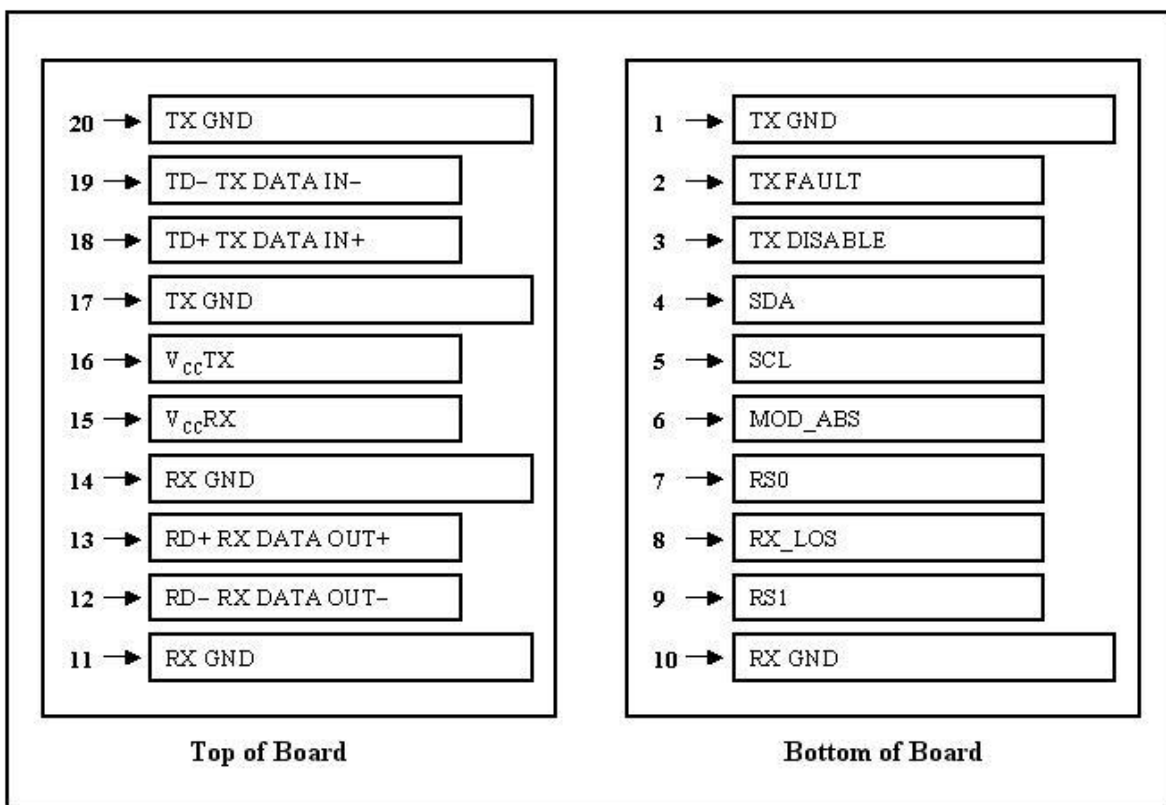 20 TX GND
19 TD− TX DATA IN−
18 TD+ TX DATA IN+
17 TX GND
16 VCCTX
15 VCCRX
14 RX GND
13 RD+ RX DATA OUT+
12 RD− RX DATA OUT−
11 RX GND
Top of Board
1 TX GND
2 TX FAULT
3 TX DISABLE
4 SDA
5 SCL
6 MOD_ABS
7 RS0
8 RX_LOS
9 RS1
10 RX GND
Bottom of Board